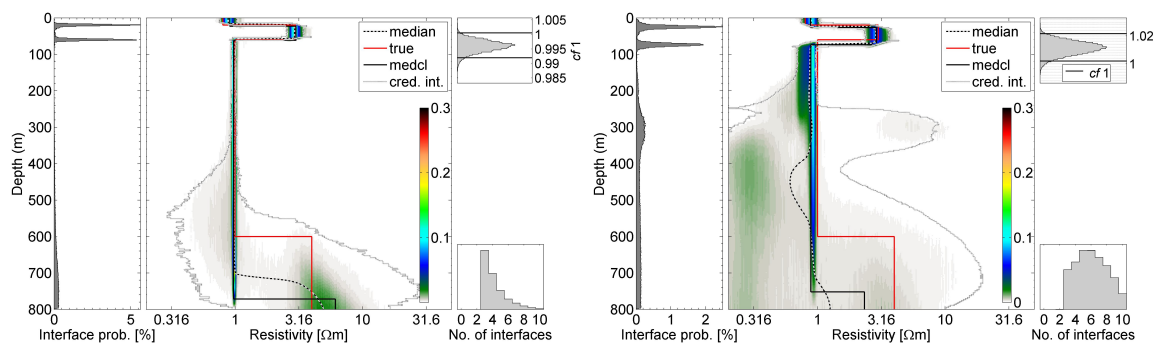 0
100
200
300
400
500
600
700
800
Depth (m)
0 5
Interface prob. [%]
median
true
medcl
cred. int.
0.3
0.2
0.1
0
0.316 1 3.16 10 31.6
Resistivity [Ωm]
1.005
1
0.995
0.99
0.985
cf 1
0 2 4 6 8 10
No. of interfaces
0
100
200
300
400
500
600
700
800
Depth (m)
0 1 2
Interface prob. [%]
median
true
medcl
cred. int.
0.3
0.2
0.1
0
0.316 1 3.16 10 31.6
Resistivity [Ωm]
1.02
1
cf 1
0 2 4 6 8 10
No. of interfaces